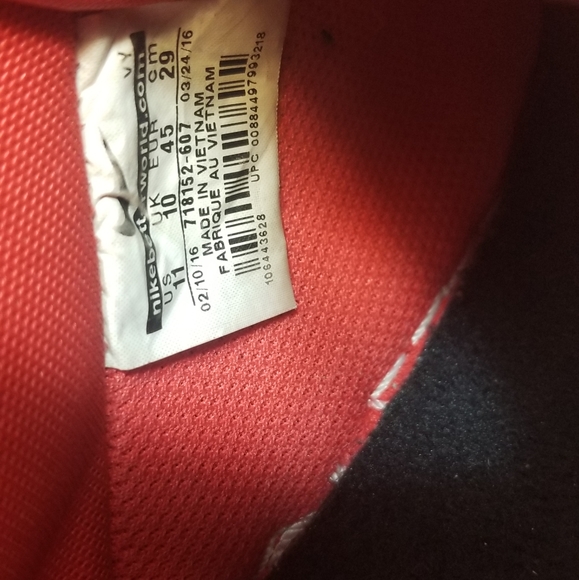 nikebetterworld.com VY
US UK EUR cm
11 10 45 29
718152-607
02/10/16 03/24/16
MADE IN VIETNAM
FABRIQUE AU VIETNAM
UPC 00884497993218
106443628